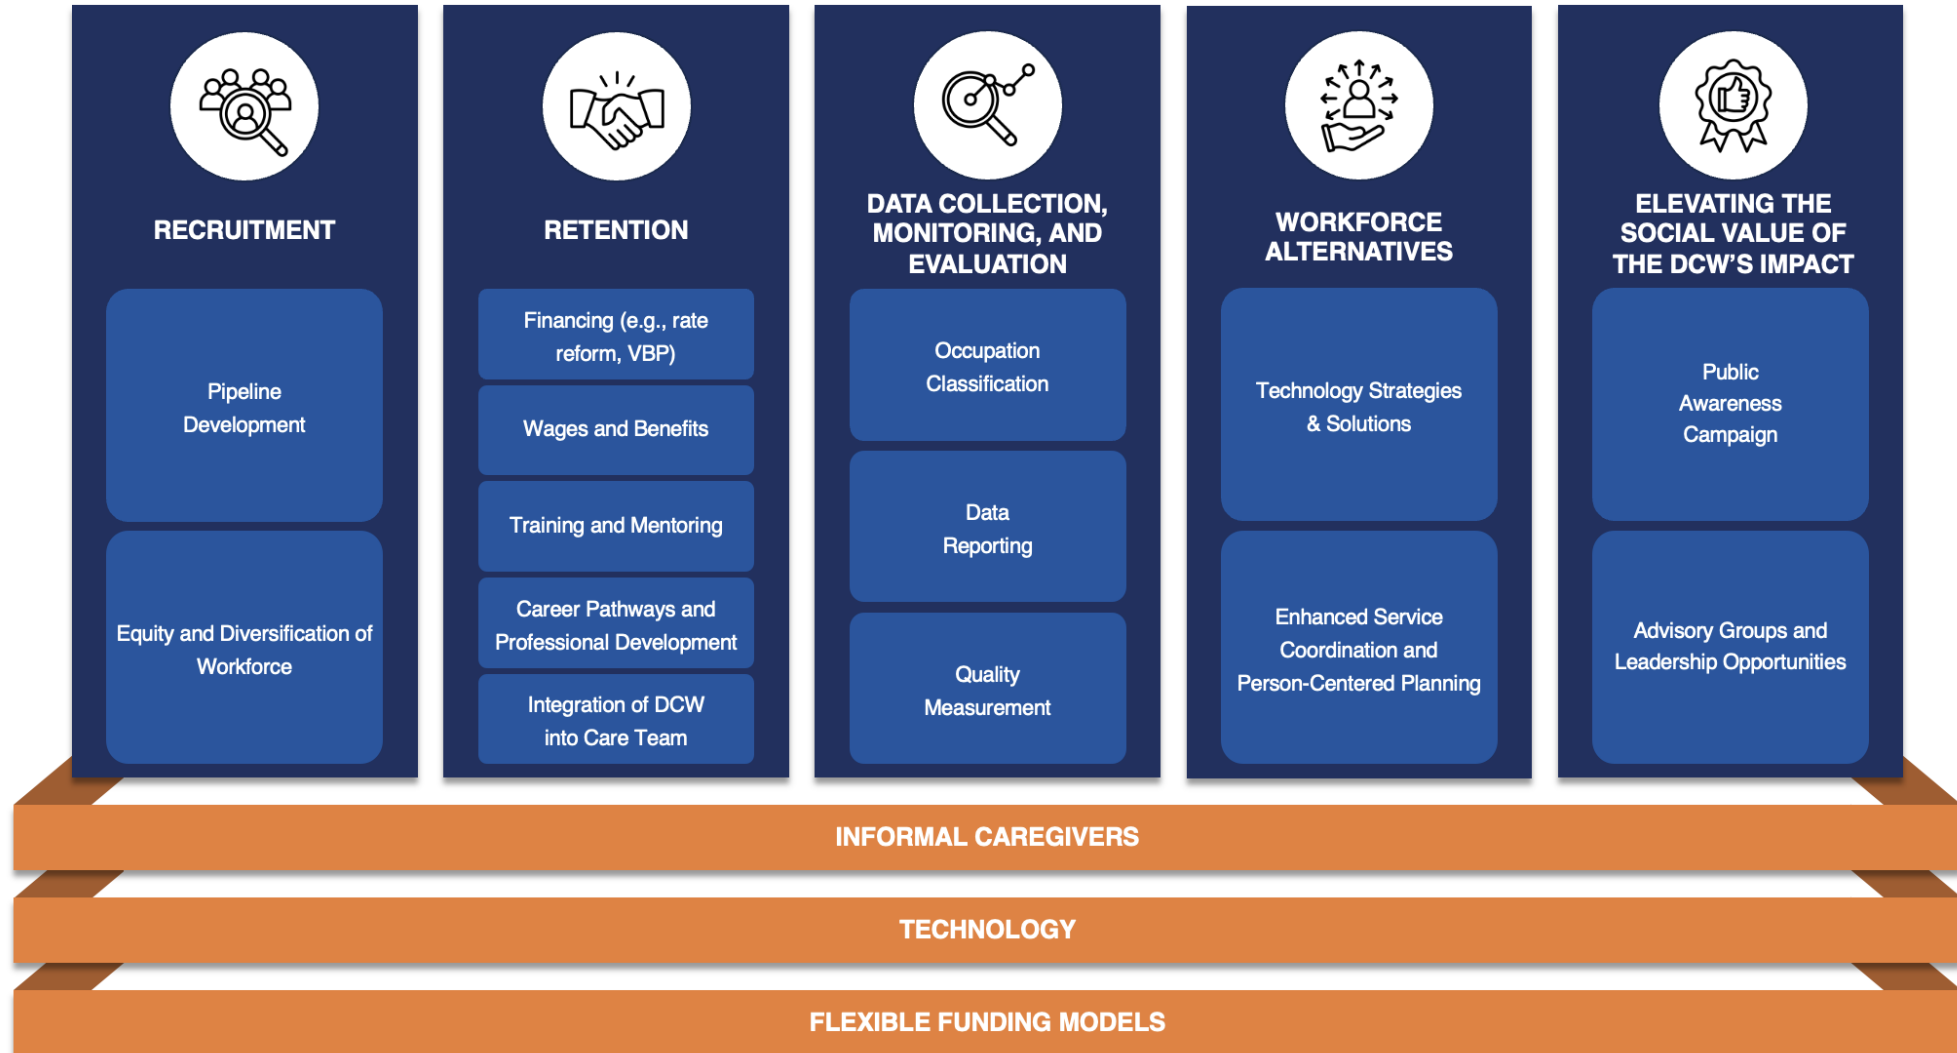 RECRUITMENT
Pipeline
Development
Equity and Diversification of
Workforce
RETENTION
Financing (e.g., rate
reform, VBP)
Wages and Benefits
Training and Mentoring
Career Pathways and
Professional Development
Integration of DCW
into Care Team
DATA COLLECTION,
MONITORING, AND
EVALUATION
Occupation
Classification
Data
Reporting
Quality
Measurement
WORKFORCE
ALTERNATIVES
Technology Strategies
& Solutions
Enhanced Service
Coordination and
Person-Centered Planning
ELEVATING THE
SOCIAL VALUE OF
THE DCW’S IMPACT
Public
Awareness
Campaign
Advisory Groups and
Leadership Opportunities
INFORMAL CAREGIVERS
TECHNOLOGY
FLEXIBLE FUNDING MODELS